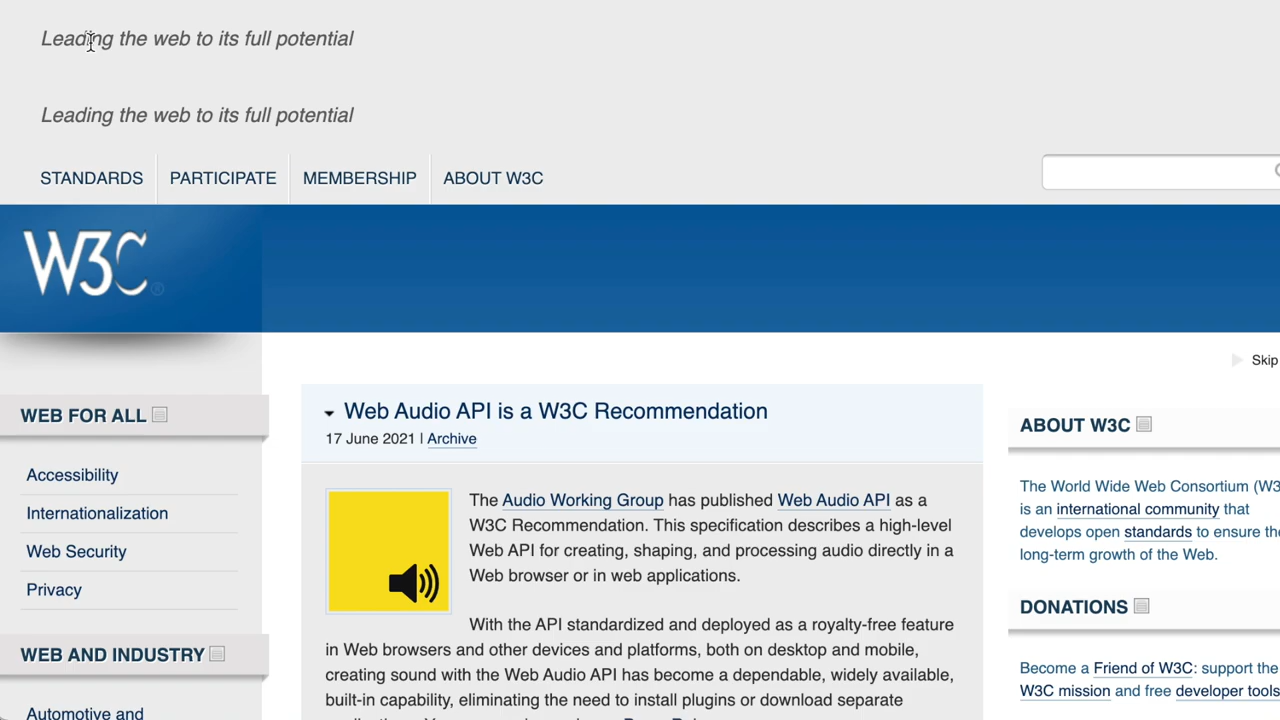 Leading the web to its full potential
Leading the web to its full potential
STANDARDS PARTICIPATE MEMBERSHIP ABOUT W3C
W3C®
Skip
WEB FOR ALL
Accessibility
Internationalization
Web Security
Privacy
WEB AND INDUSTRY
Automotive and
Web Audio API is a W3C Recommendation
17 June 2021 | Archive
The Audio Working Group has published Web Audio API as a
W3C Recommendation. This specification describes a high-level
Web API for creating, shaping, and processing audio directly in a
Web browser or in web applications.
With the API standardized and deployed as a royalty-free feature
in Web browsers and other devices and platforms, both on desktop and mobile,
creating sound with the Web Audio API has become a dependable, widely available,
built-in capability, eliminating the need to install plugins or download separate
ABOUT W3C
The World Wide Web Consortium (W3
is an international community that
develops open standards to ensure the
long-term growth of the Web.
DONATIONS
Become a Friend of W3C: support the
W3C mission and free developer tools